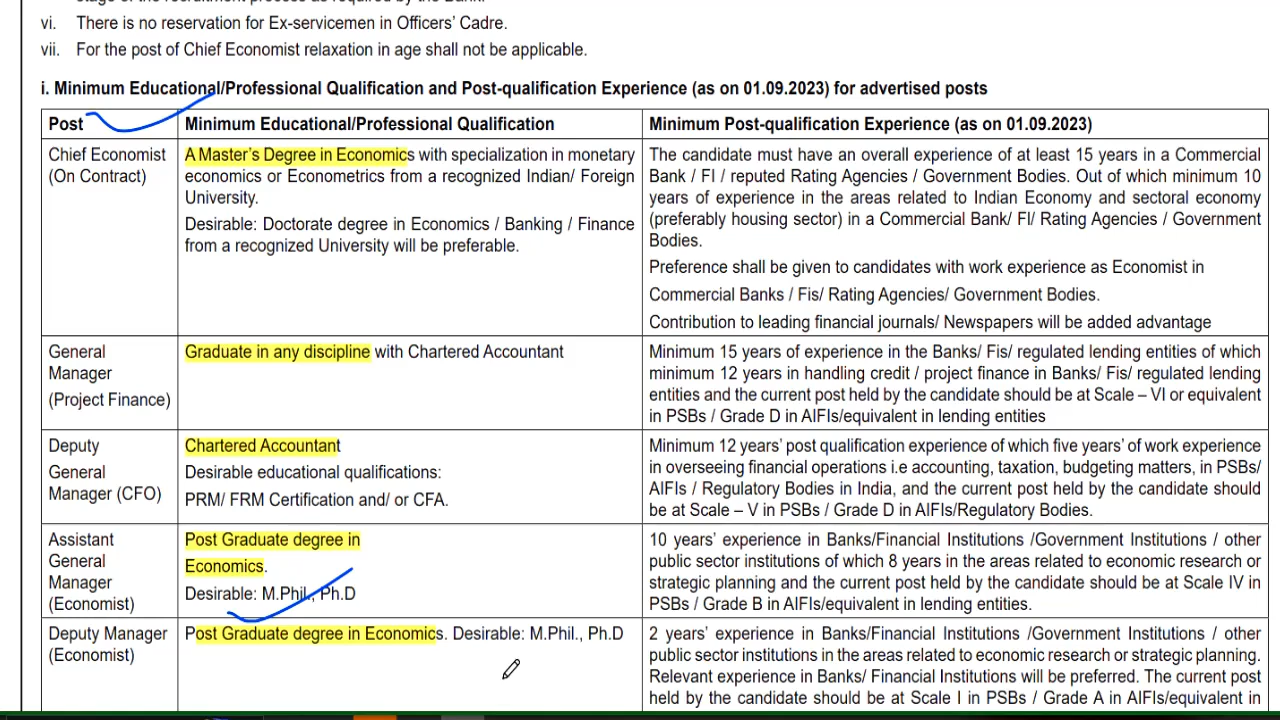 stage of the recruitment process as required by the Bank.
vi. There is no reservation for Ex-servicemen in Officers’ Cadre.
vii. For the post of Chief Economist relaxation in age shall not be applicable.
i. Minimum Educational/Professional Qualification and Post-qualification Experience (as on 01.09.2023) for advertised posts
Post
Minimum Educational/Professional Qualification
Minimum Post-qualification Experience (as on 01.09.2023)
Chief Economist
(On Contract)
A Master’s Degree in Economics with specialization in monetary
economics or Econometrics from a recognized Indian/ Foreign
University.
Desirable: Doctorate degree in Economics / Banking / Finance
from a recognized University will be preferable.
The candidate must have an overall experience of at least 15 years in a Commercial
Bank / FI / reputed Rating Agencies / Government Bodies. Out of which minimum 10
years of experience in the areas related to Indian Economy and sectoral economy
(preferably housing sector) in a Commercial Bank/ FI/ Rating Agencies / Government
Bodies.
Preference shall be given to candidates with work experience as Economist in
Commercial Banks / Fis/ Rating Agencies/ Government Bodies.
Contribution to leading financial journals/ Newspapers will be added advantage
General
Manager
(Project Finance)
Graduate in any discipline with Chartered Accountant
Minimum 15 years of experience in the Banks/ Fis/ regulated lending entities of which
minimum 12 years in handling credit / project finance in Banks/ Fis/ regulated lending
entities and the current post held by the candidate should be at Scale – VI or equivalent
in PSBs / Grade D in AIFIs/equivalent in lending entities
Deputy
General
Manager (CFO)
Chartered Accountant
Desirable educational qualifications:
PRM/ FRM Certification and/ or CFA.
Minimum 12 years’ post qualification experience of which five years’ of work experience
in overseeing financial operations i.e accounting, taxation, budgeting matters, in PSBs/
AIFIs / Regulatory Bodies in India, and the current post held by the candidate should
be at Scale – V in PSBs / Grade D in AIFIs/Regulatory Bodies.
Assistant
General
Manager
(Economist)
Post Graduate degree in
Economics.
Desirable: M.Phil., Ph.D
10 years’ experience in Banks/Financial Institutions /Government Institutions / other
public sector institutions of which 8 years in the areas related to economic research or
strategic planning and the current post held by the candidate should be at Scale IV in
PSBs / Grade B in AIFIs/equivalent in lending entities.
Deputy Manager
(Economist)
Post Graduate degree in Economics. Desirable: M.Phil., Ph.D
2 years’ experience in Banks/Financial Institutions /Government Institutions / other
public sector institutions in the areas related to economic research or strategic planning.
Relevant experience in Banks/ Financial Institutions will be preferred. The current post
held by the candidate should be at Scale I in PSBs / Grade A in AIFIs/equivalent in